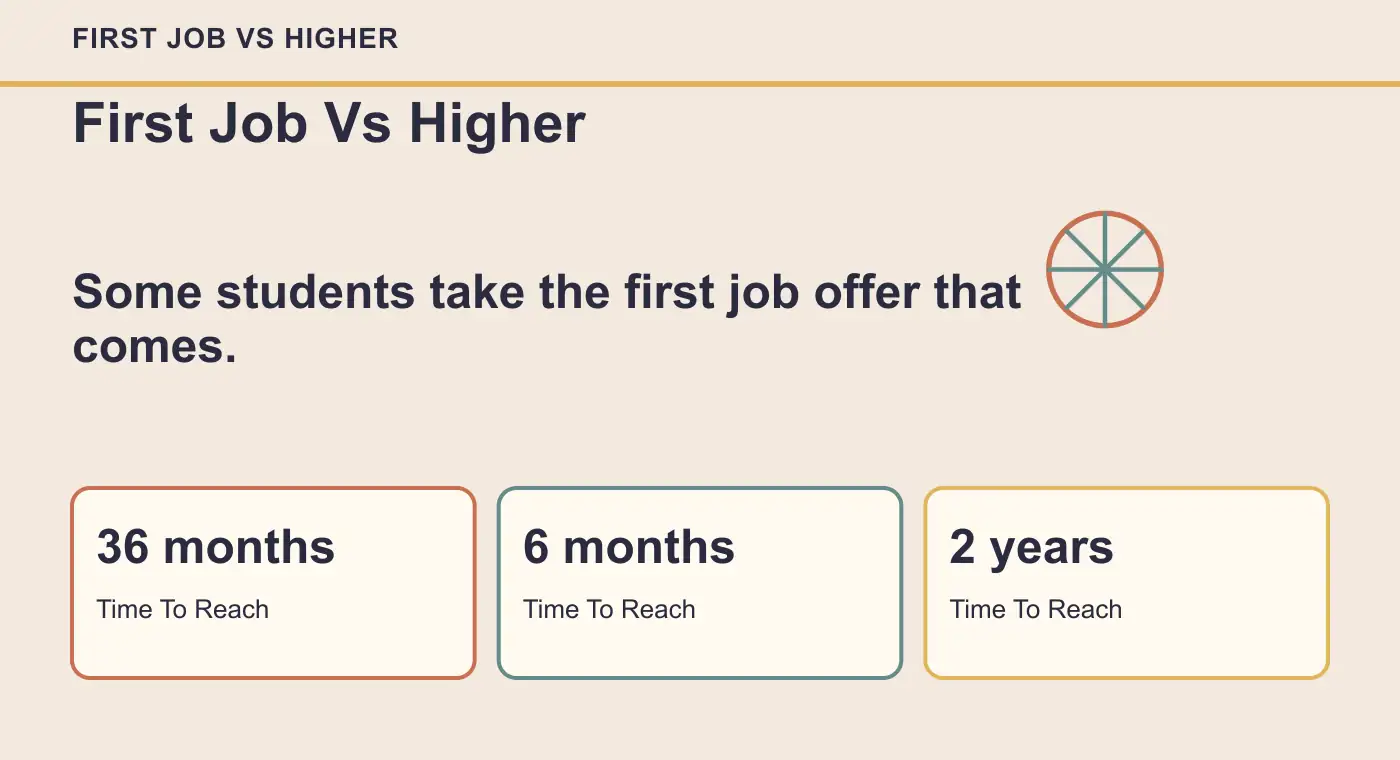 FIRST JOB VS HIGHER
First Job Vs Higher
Some students take the first job offer that
comes.
36 months
Time To Reach
6 months
Time To Reach
2 years
Time To Reach